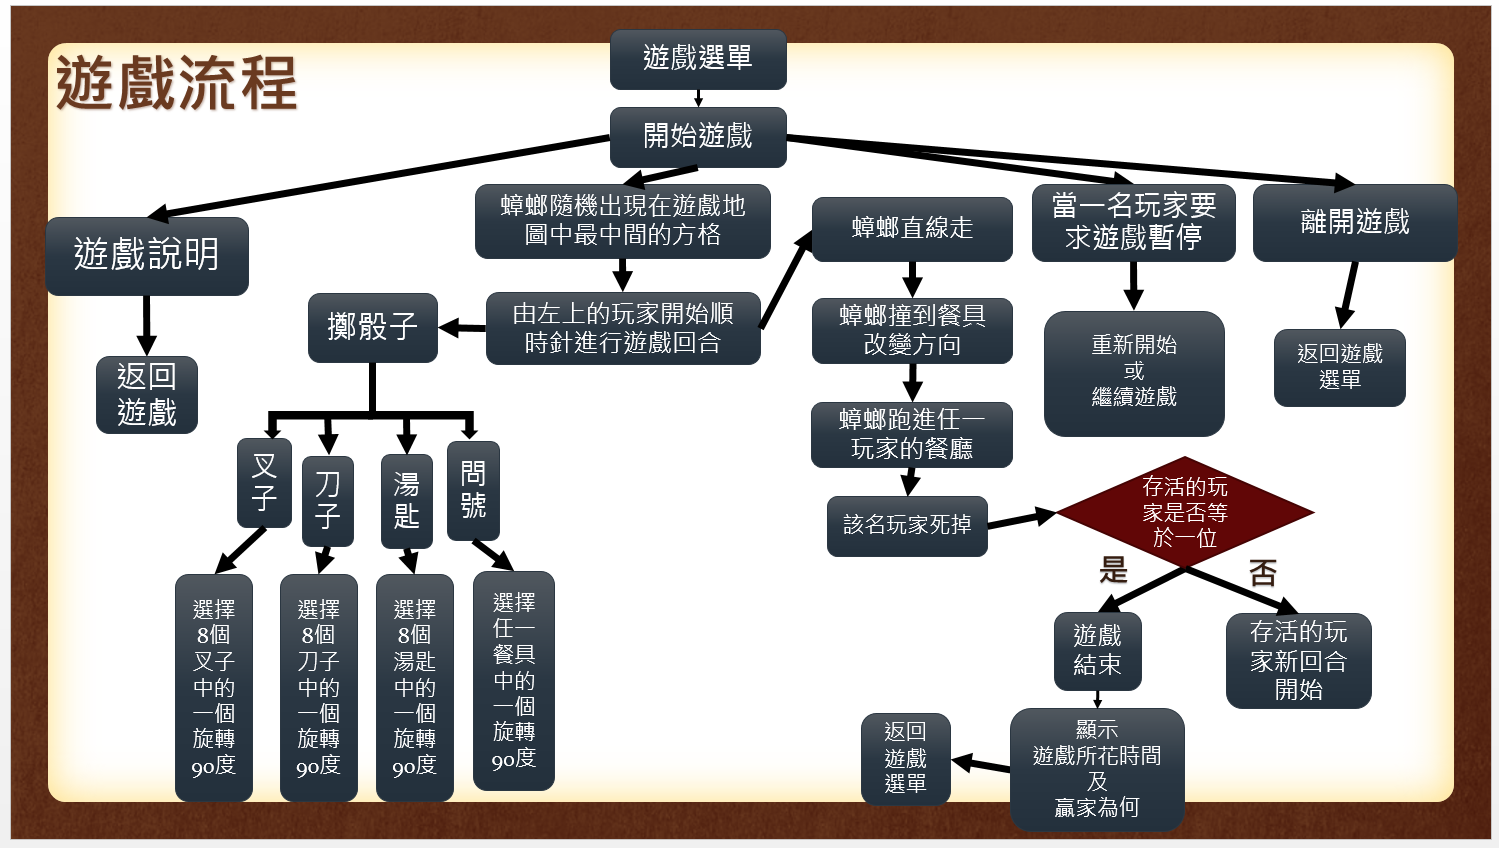 遊戲流程
遊戲選單
開始遊戲
遊戲說明
返回
遊戲
蟑螂隨機出現在遊戲地
圖中最中間的方格
由左上的玩家開始順
時針進行遊戲回合
擲骰子
叉
子
刀
子
湯
匙
問
號
選擇
8個
叉子
中的
一個
旋轉
90度
選擇
8個
刀子
中的
一個
旋轉
90度
選擇
8個
湯匙
中的
一個
旋轉
90度
選擇
任一
餐具
中的
一個
旋轉
90度
蟑螂直線走
蟑螂撞到餐具
改變方向
蟑螂跑進任一
玩家的餐廳
該名玩家死掉
當一名玩家要
求遊戲暫停
重新開始
或
繼續遊戲
離開遊戲
返回遊戲
選單
存活的玩
家是否等
於一位
是
否
遊戲
結束
存活的玩
家新回合
開始
顯示
遊戲所花時間
及
贏家為何
返回
遊戲
選單